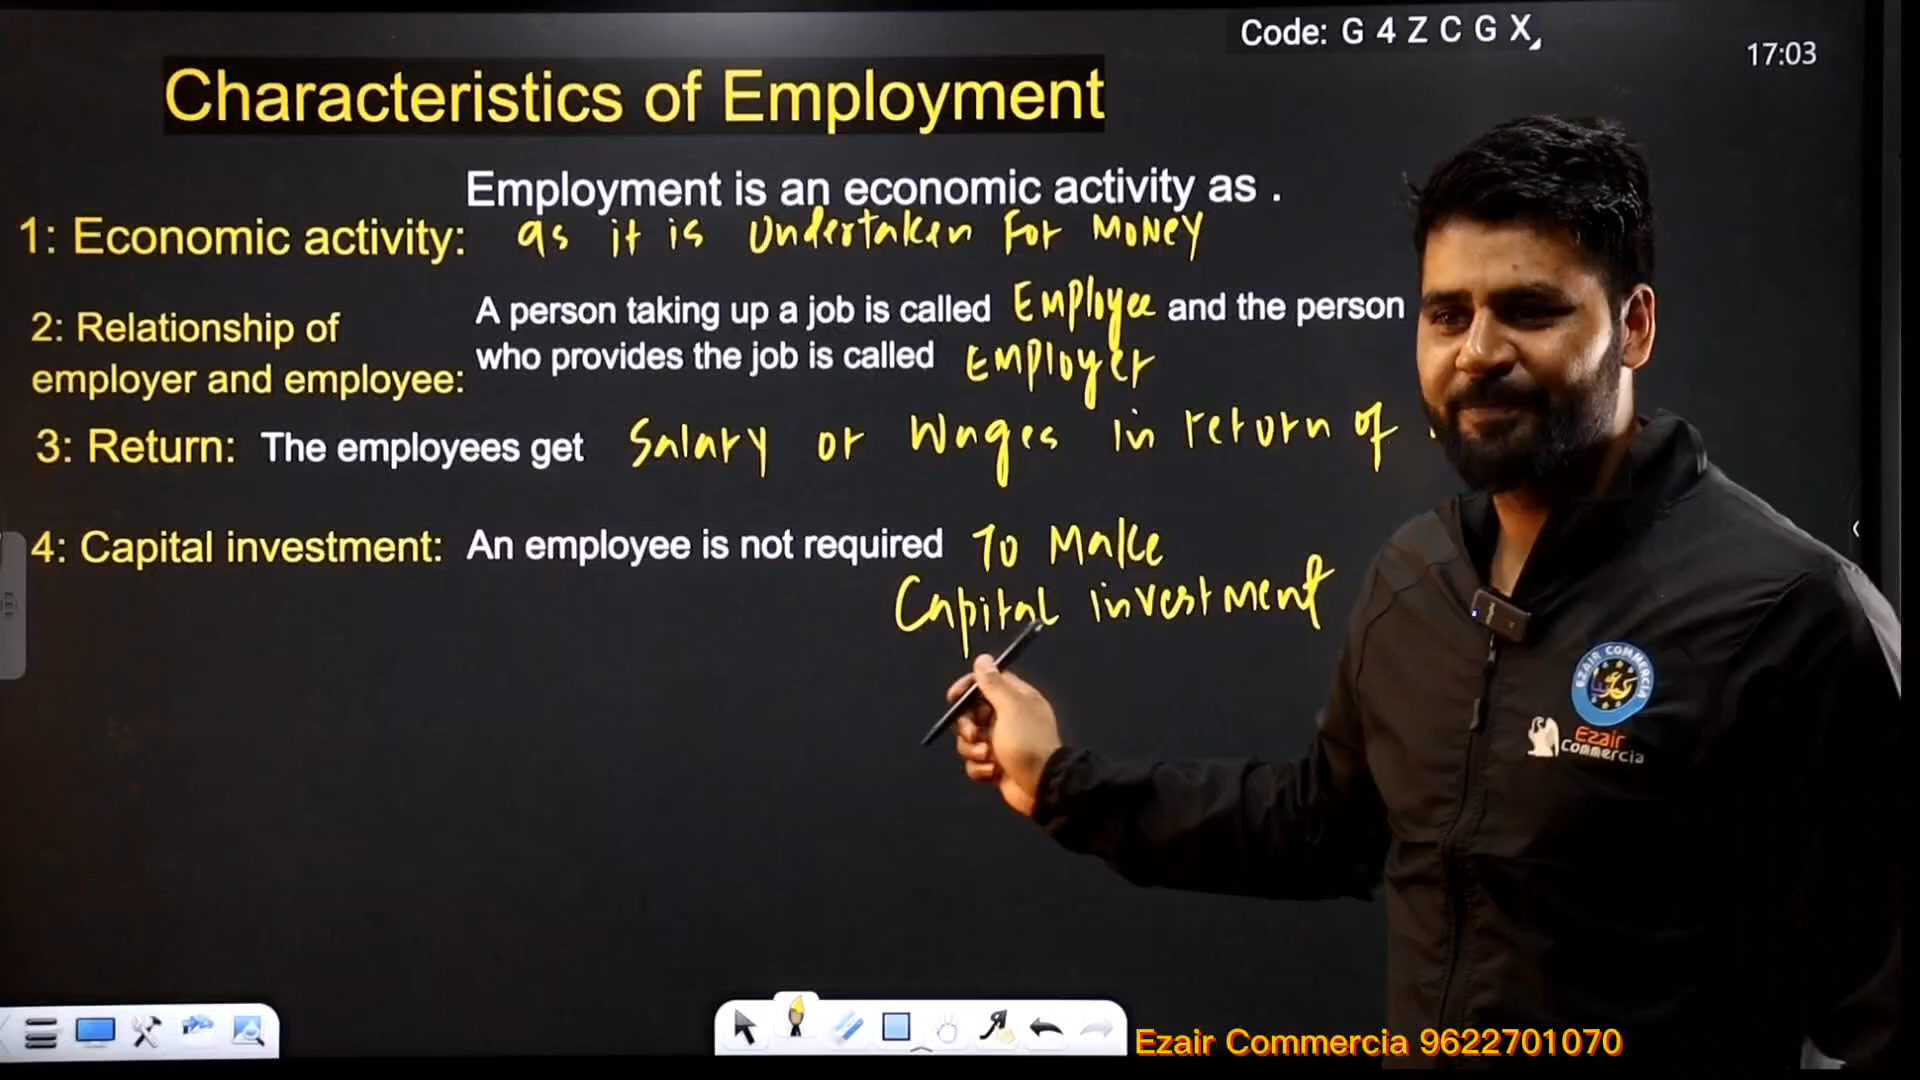 Code: G 4 Z C G X
17:03
Characteristics of Employment
Employment is an economic activity as .
1: Economic activity: as it is Undertaken For Money
2: Relationship of
employer and employee:
A person taking up a job is called Employee and the person
who provides the job is called Employer
3: Return: The employees get Salary or Wages in return of
4: Capital investment: An employee is not required To Make
Capital investment
EZAIR COMMERCIA
Ezair
Commercia
Ezair Commercia 9622701070